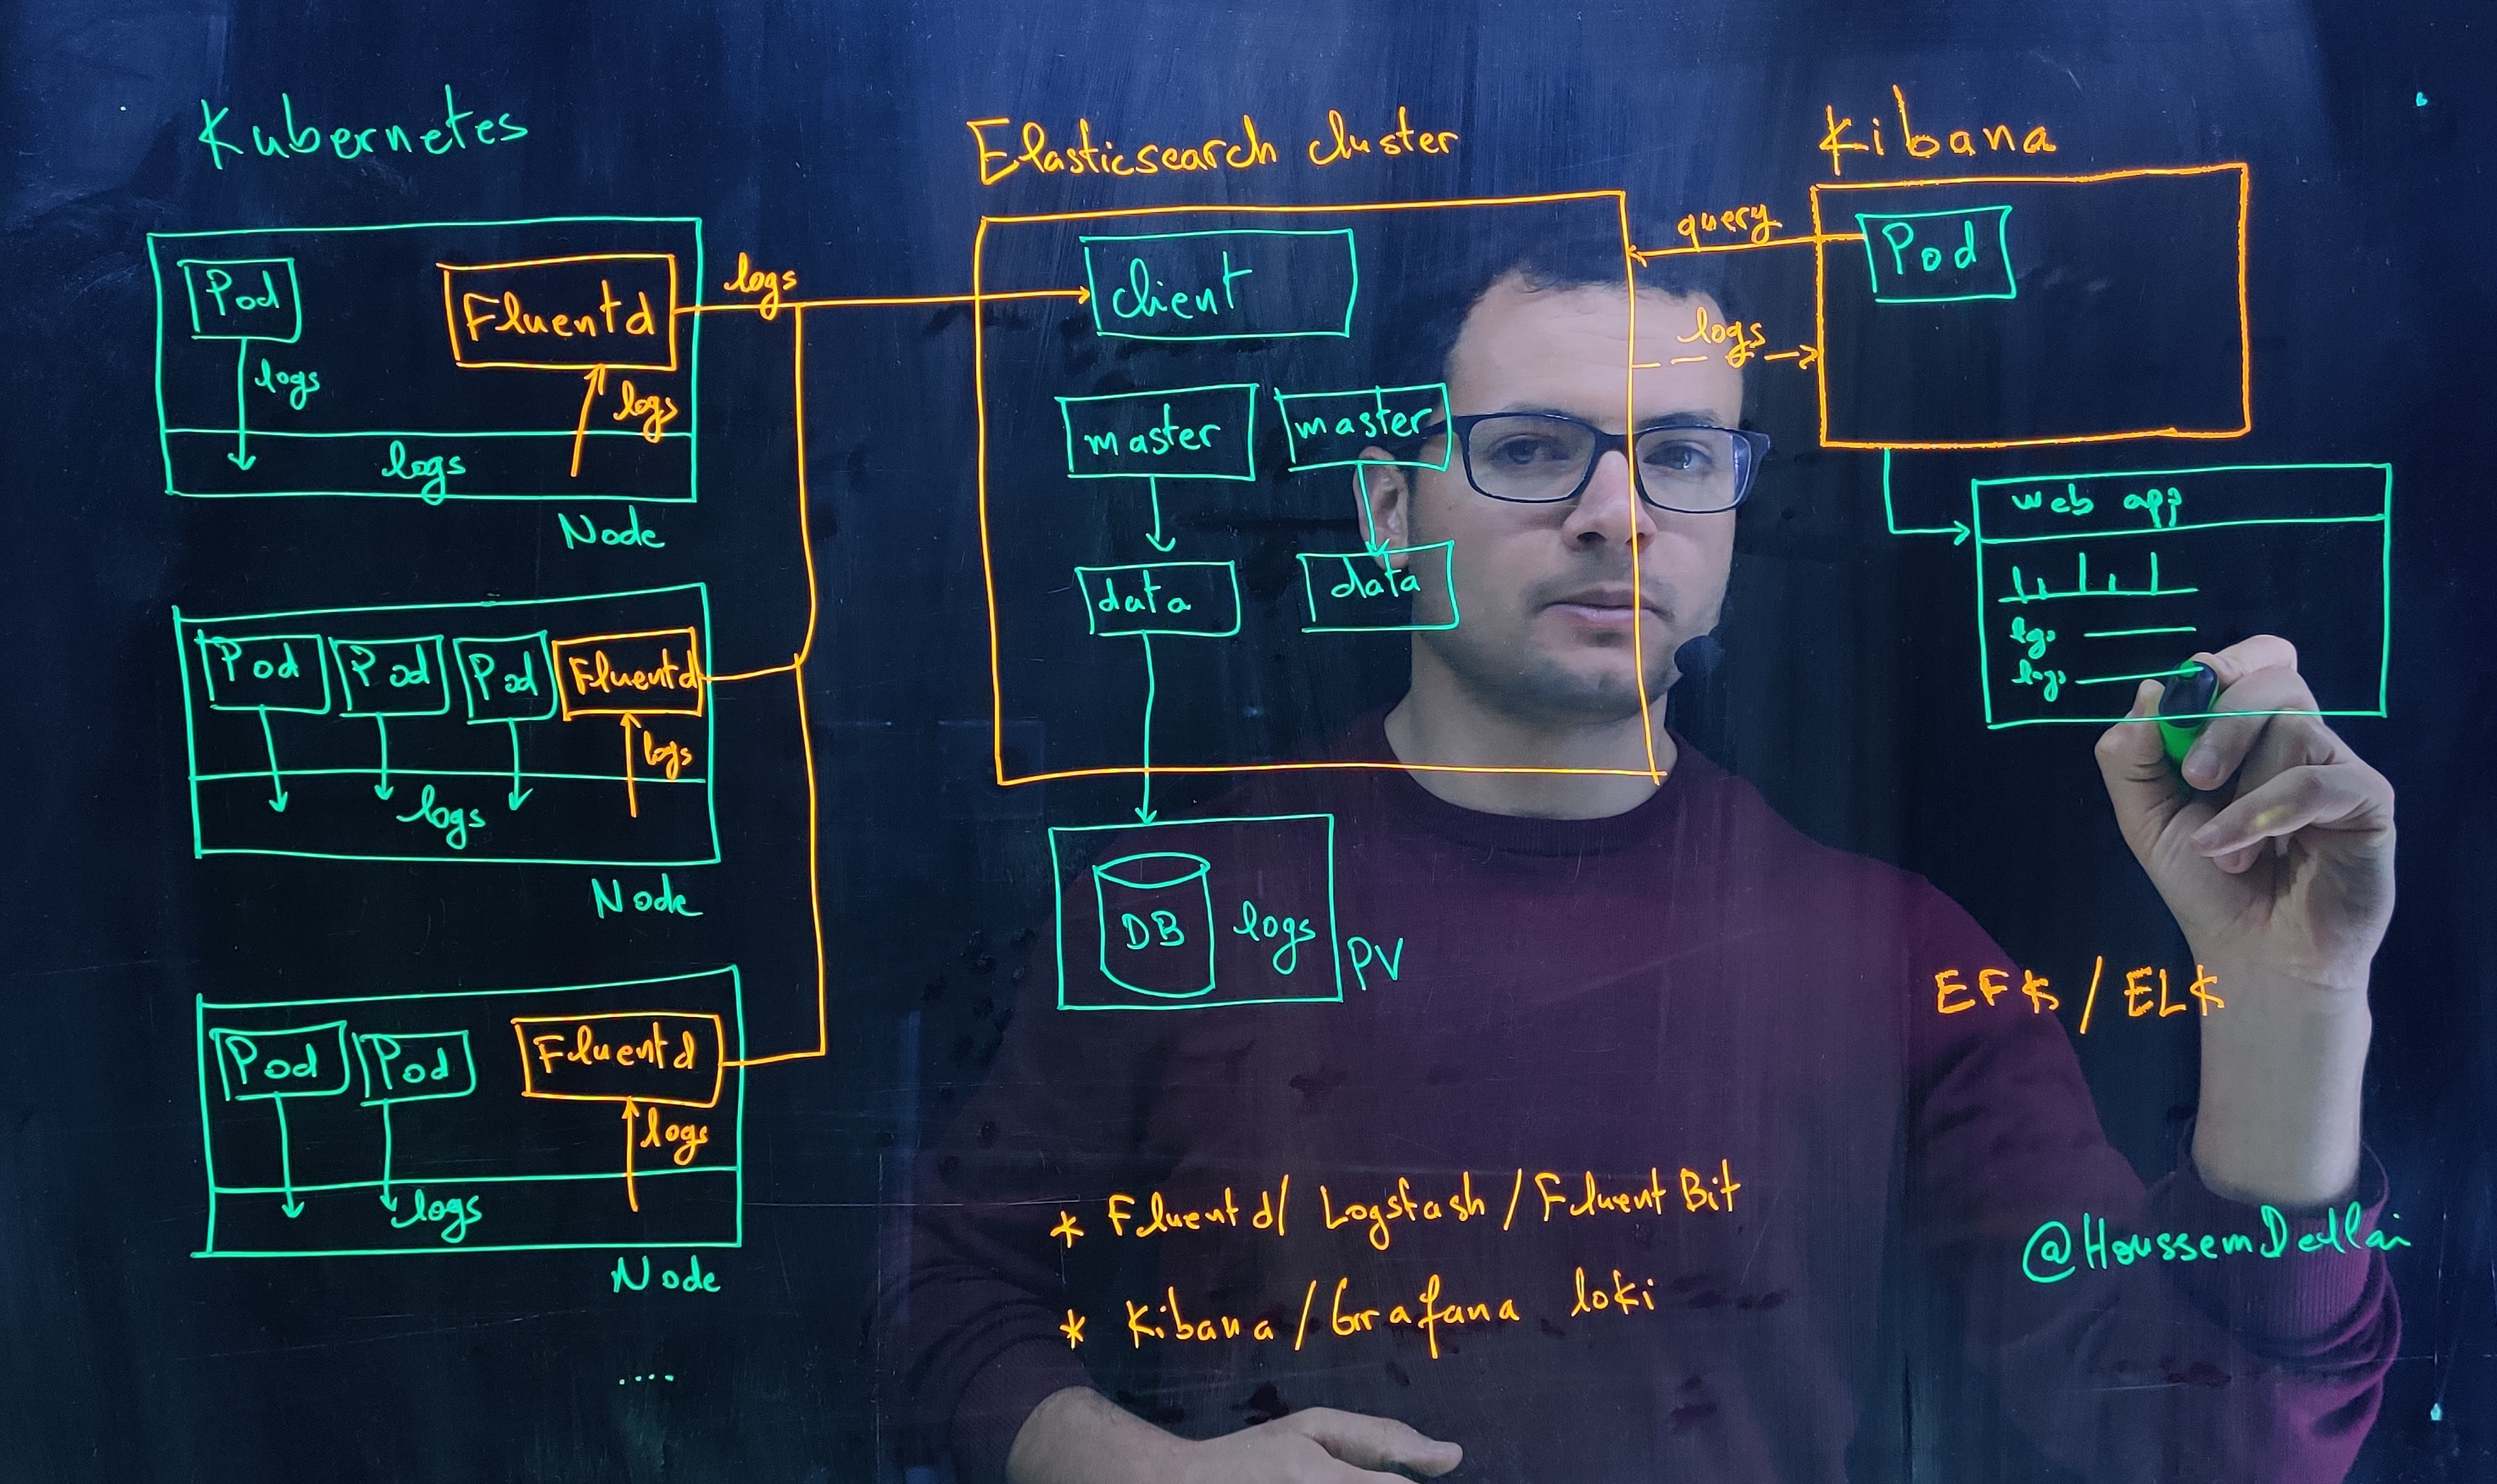 Kubernetes
Pod
Fluentd
logs
logs
logs
Node
logs
Pod
Pod
Pod
Fluentd
logs
logs
Node
Pod
Pod
Fluentd
logs
logs
Node
....
Elasticsearch cluster
client
master
master
data
data
DB
logs
PV
query
logs
Kibana
Pod
web app
logs
logs
EFK / ELK
* Fluentd/ Logstash / Fluent Bit
* Kibana / Grafana loki
@HoussemDellai